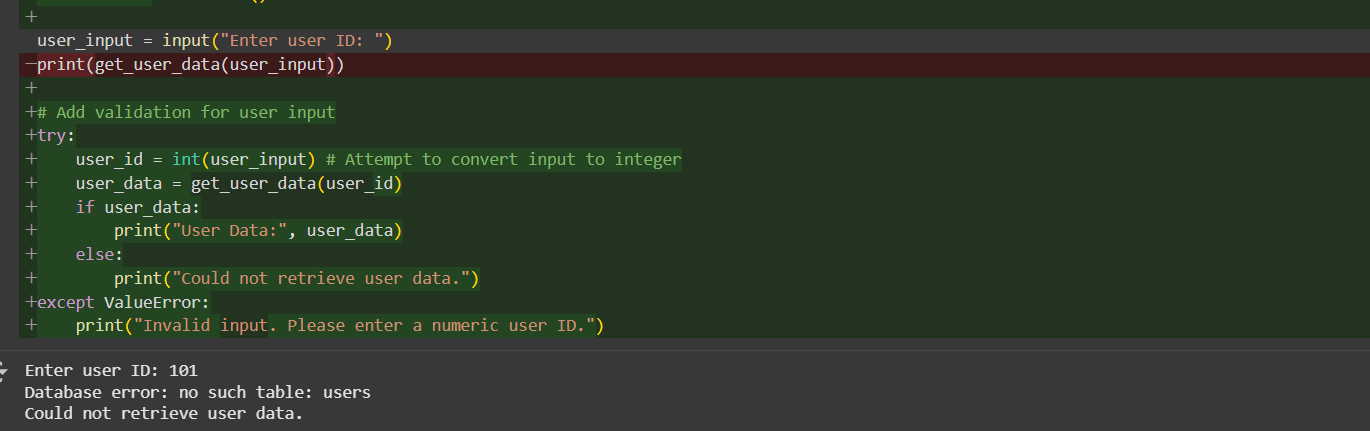 +
user_input = input("Enter user ID: ")
-print(get_user_data(user_input))
+
+# Add validation for user input
+try:
+    user_id = int(user_input) # Attempt to convert input to integer
+    user_data = get_user_data(user_id)
+    if user_data:
+        print("User Data:", user_data)
+    else:
+        print("Could not retrieve user data.")
+except ValueError:
+    print("Invalid input. Please enter a numeric user ID.")
Enter user ID: 101
Database error: no such table: users
Could not retrieve user data.